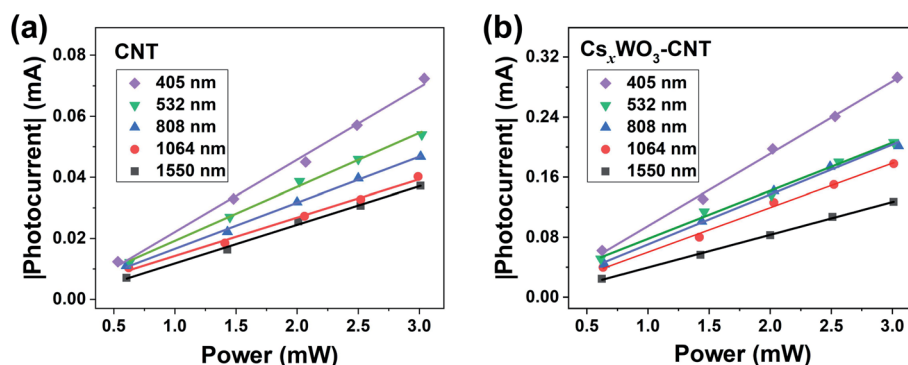 (a)
CNT
405 nm
532 nm
808 nm
1064 nm
1550 nm
|Photocurrent| (mA)
0.08
0.06
0.04
0.02
0.00
0.5 1.0 1.5 2.0 2.5 3.0
Power (mW)
(b)
CsₓWO₃-CNT
405 nm
532 nm
808 nm
1064 nm
1550 nm
|Photocurrent| (mA)
0.32
0.24
0.16
0.08
0.00
0.5 1.0 1.5 2.0 2.5 3.0
Power (mW)